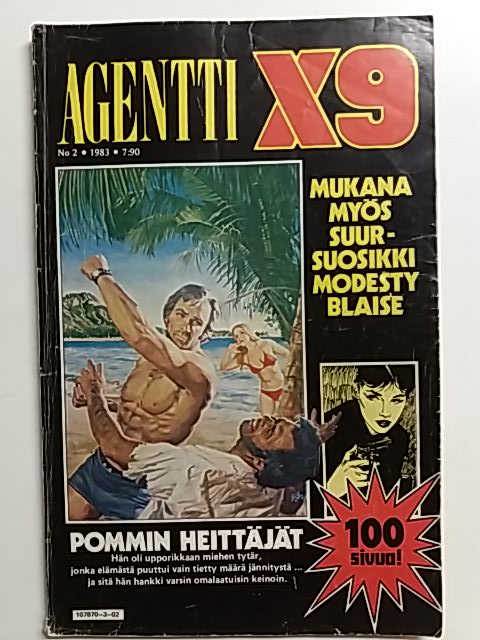 AGENTTI X9
No 2 • 1983 • 7:90
MUKANA
MYÖS
SUUR-
SUOSIKKI
MODESTY
BLAISE
100
sivua!
POMMIN HEITTÄJÄT
Hän oli upporikkaan miehen tytär,
jonka elämästä puuttui vain tietty määrä jännitystä ...
ja sitä hän hankki varsin omalaatuisin keinoin.
107870-3-02